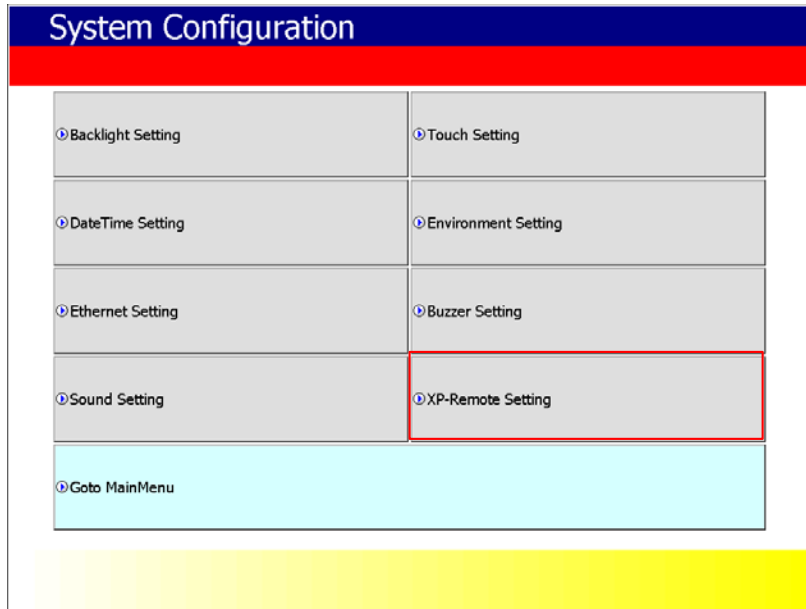 System Configuration
Backlight Setting
Touch Setting
DateTime Setting
Environment Setting
Ethernet Setting
Buzzer Setting
Sound Setting
XP-Remote Setting
Goto MainMenu